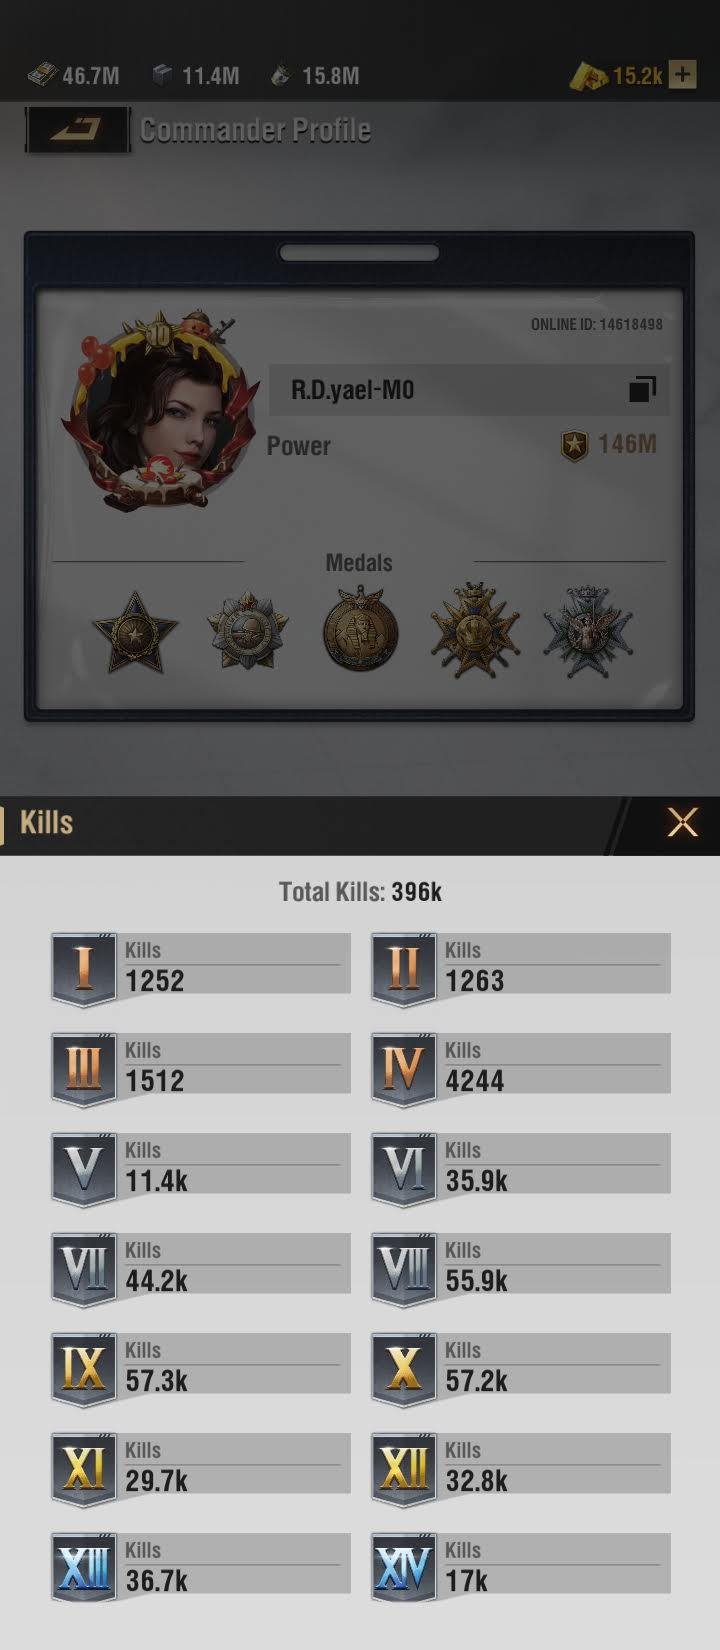 46.7M 11.4M 15.8M 15.2k +
Commander Profile
10
ONLINE ID: 14618498
R.D.yael-M0
Power 146M
Medals
Kills
Total Kills: 396k
I Kills 1252
II Kills 1263
III Kills 1512
IV Kills 4244
V Kills 11.4k
VI Kills 35.9k
VII Kills 44.2k
VIII Kills 55.9k
IX Kills 57.3k
X Kills 57.2k
XI Kills 29.7k
XII Kills 32.8k
XIII Kills 36.7k
XIV Kills 17k